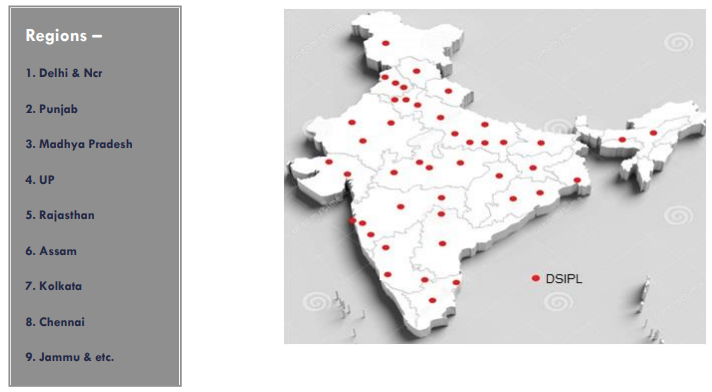 Regions –
1. Delhi & Ncr
2. Punjab
3. Madhya Pradesh
4. UP
5. Rajasthan
6. Assam
7. Kolkata
8. Chennai
9. Jammu & etc.
DSIPL